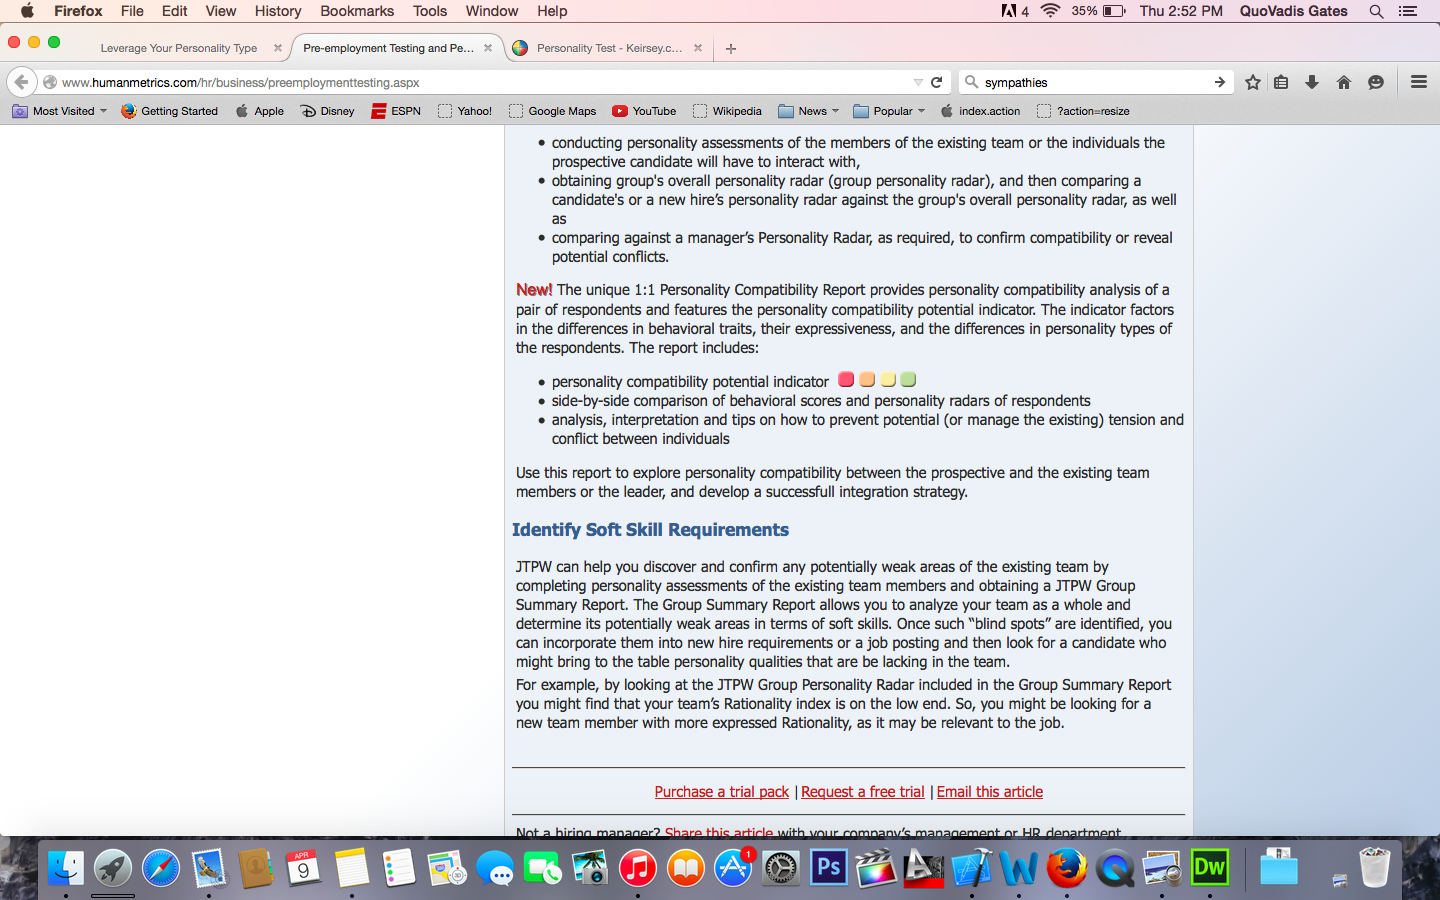 Firefox File Edit View History Bookmarks Tools Window Help 4 35% Thu 2:52 PM QuoVadis Gates
Leverage Your Personality Type Pre-employment Testing and Pe... Personality Test - Keirsey.c...
www.humanmetrics.com/hr/business/preemploymenttesting.aspx sympathies
Most Visited Getting Started Apple Disney ESPN Yahoo! Google Maps YouTube Wikipedia News Popular index.action ?action=resize
• conducting personality assessments of the members of the existing team or the individuals the
prospective candidate will have to interact with,
• obtaining group's overall personality radar (group personality radar), and then comparing a
candidate's or a new hire’s personality radar against the group's overall personality radar, as well
as
• comparing against a manager’s Personality Radar, as required, to confirm compatibility or reveal
potential conflicts.
New! The unique 1:1 Personality Compatibility Report provides personality compatibility analysis of a
pair of respondents and features the personality compatibility potential indicator. The indicator factors
in the differences in behavioral traits, their expressiveness, and the differences in personality types of
the respondents. The report includes:
• personality compatibility potential indicator
• side-by-side comparison of behavioral scores and personality radars of respondents
• analysis, interpretation and tips on how to prevent potential (or manage the existing) tension and
conflict between individuals
Use this report to explore personality compatibility between the prospective and the existing team
members or the leader, and develop a successfull integration strategy.
Identify Soft Skill Requirements
JTPW can help you discover and confirm any potentially weak areas of the existing team by
completing personality assessments of the existing team members and obtaining a JTPW Group
Summary Report. The Group Summary Report allows you to analyze your team as a whole and
determine its potentially weak areas in terms of soft skills. Once such “blind spots” are identified, you
can incorporate them into new hire requirements or a job posting and then look for a candidate who
might bring to the table personality qualities that are be lacking in the team.
For example, by looking at the JTPW Group Personality Radar included in the Group Summary Report
you might find that your team’s Rationality index is on the low end. So, you might be looking for a
new team member with more expressed Rationality, as it may be relevant to the job.
Purchase a trial pack | Request a free trial | Email this article
Not a hiring manager? Share this article with your company’s management or HR department
APR
9
1
Ps
Dw